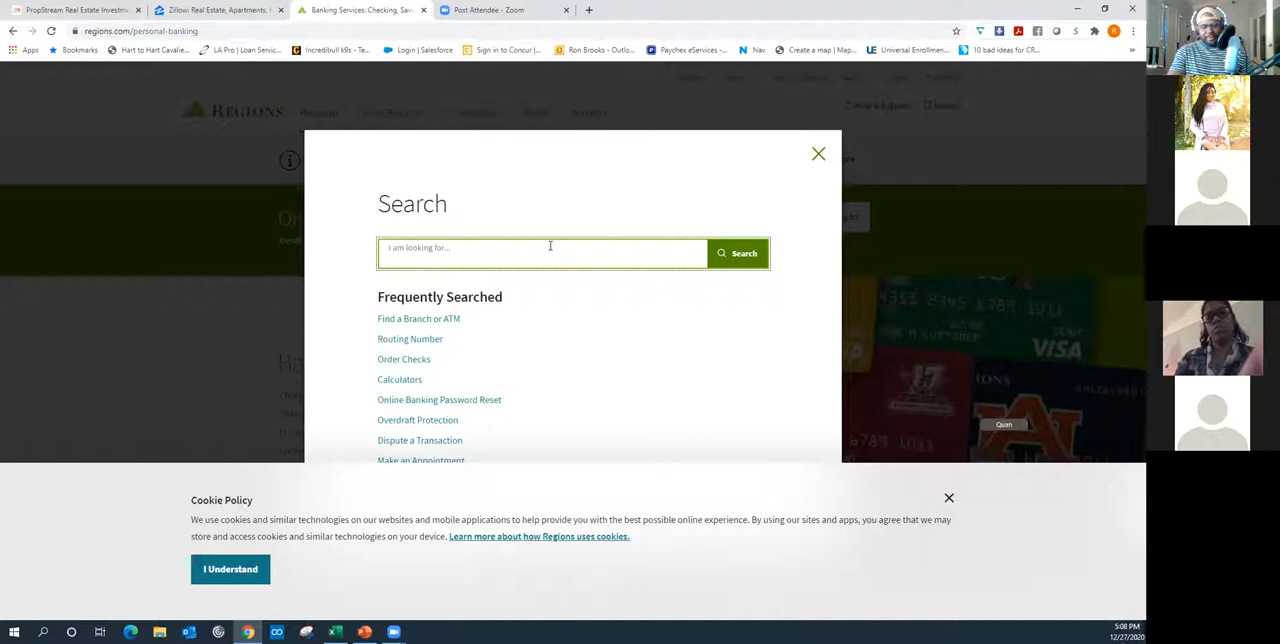 PropStream Real Estate Investme
Zillow: Real Estate, Apartments,
Banking Services: Checking, Sav
Post Attendee - Zoom
regions.com/personal-banking
Apps
Bookmarks
Hart to Hart Cavalie...
LA Pro | Loan Servic...
Incredibull k9s - Te...
Login | Salesforce
Sign in to Concur |...
Ron Brooks - Outlo...
Paychex eServices -...
Nav
Create a map | Map...
Universal Enrollmen...
10 bad ideas for CR...
REGIONS
Search
I am looking for...
Search
Frequently Searched
Find a Branch or ATM
Routing Number
Order Checks
Calculators
Online Banking Password Reset
Overdraft Protection
Dispute a Transaction
Make an Appointment
VISA
Quan
Cookie Policy
We use cookies and similar technologies on our websites and mobile applications to help provide you with the best possible online experience. By using our sites and apps, you agree that we may
store and access cookies and similar technologies on your device. Learn more about how Regions uses cookies.
I Understand
5:08 PM
12/27/2020